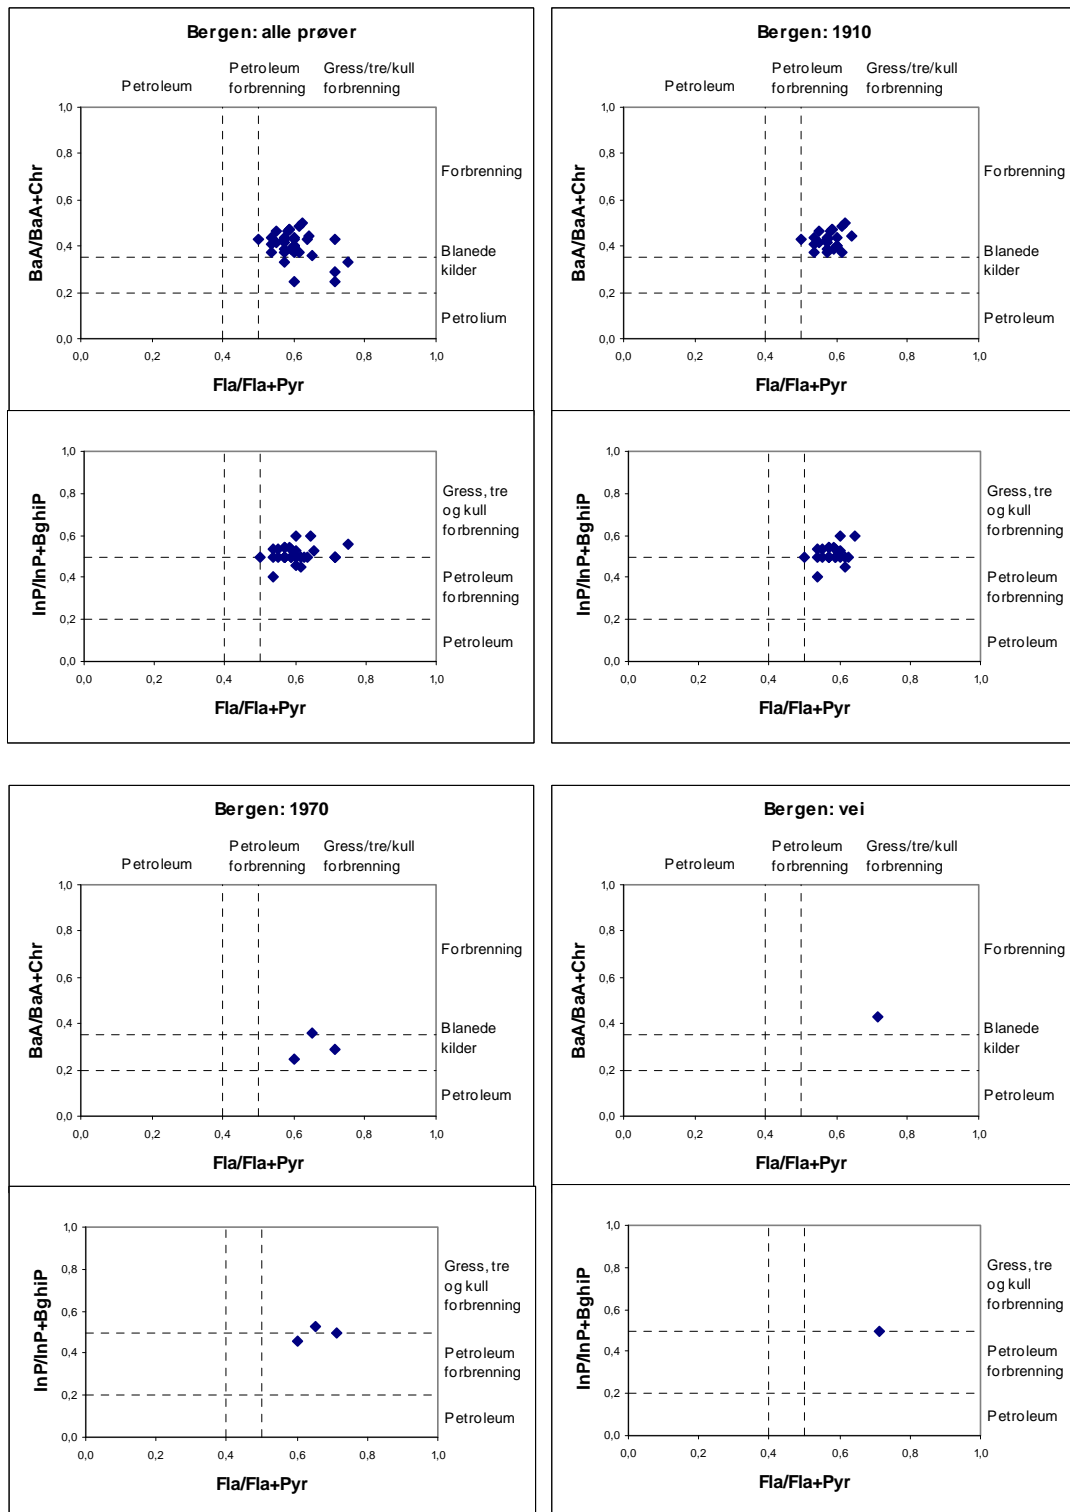 Bergen: alle prøver
Petroleum
Petroleum
forbrenning
Gress/tre/kull
forbrenning
BaA/BaA+Chr
1,0
0,8
0,6
0,4
0,2
0,0
0,0 0,2 0,4 0,6 0,8 1,0
Fla/Fla+Pyr
Forbrenning
Blanede
kilder
Petrolium
InP/InP+BghiP
1,0
0,8
0,6
0,4
0,2
0,0
0,0 0,2 0,4 0,6 0,8 1,0
Fla/Fla+Pyr
Gress, tre
og kull
forbrenning
Petroleum
forbrenning
Petroleum
Bergen: 1910
Petroleum
Petroleum
forbrenning
Gress/tre/kull
forbrenning
BaA/BaA+Chr
1,0
0,8
0,6
0,4
0,2
0,0
0,0 0,2 0,4 0,6 0,8 1,0
Fla/Fla+Pyr
Forbrenning
Blanede
kilder
Petroleum
InP/InP+BghiP
1,0
0,8
0,6
0,4
0,2
0,0
0,0 0,2 0,4 0,6 0,8 1,0
Fla/Fla+Pyr
Gress, tre
og kull
forbrenning
Petroleum
forbrenning
Petroleum
Bergen: 1970
Petroleum
Petroleum
forbrenning
Gress/tre/kull
forbrenning
BaA/BaA+Chr
1,0
0,8
0,6
0,4
0,2
0,0
0,0 0,2 0,4 0,6 0,8 1,0
Fla/Fla+Pyr
Forbrenning
Blanede
kilder
Petroleum
InP/InP+BghiP
1,0
0,8
0,6
0,4
0,2
0,0
0,0 0,2 0,4 0,6 0,8 1,0
Fla/Fla+Pyr
Gress, tre
og kull
forbrenning
Petroleum
forbrenning
Petroleum
Bergen: vei
Petroleum
Petroleum
forbrenning
Gress/tre/kull
forbrenning
BaA/BaA+Chr
1,0
0,8
0,6
0,4
0,2
0,0
0,0 0,2 0,4 0,6 0,8 1,0
Fla/Fla+Pyr
Forbrenning
Blanede
kilder
Petroleum
InP/InP+BghiP
1,0
0,8
0,6
0,4
0,2
0,0
0,0 0,2 0,4 0,6 0,8 1,0
Fla/Fla+Pyr
Gress, tre
og kull
forbrenning
Petroleum
forbrenning
Petroleum